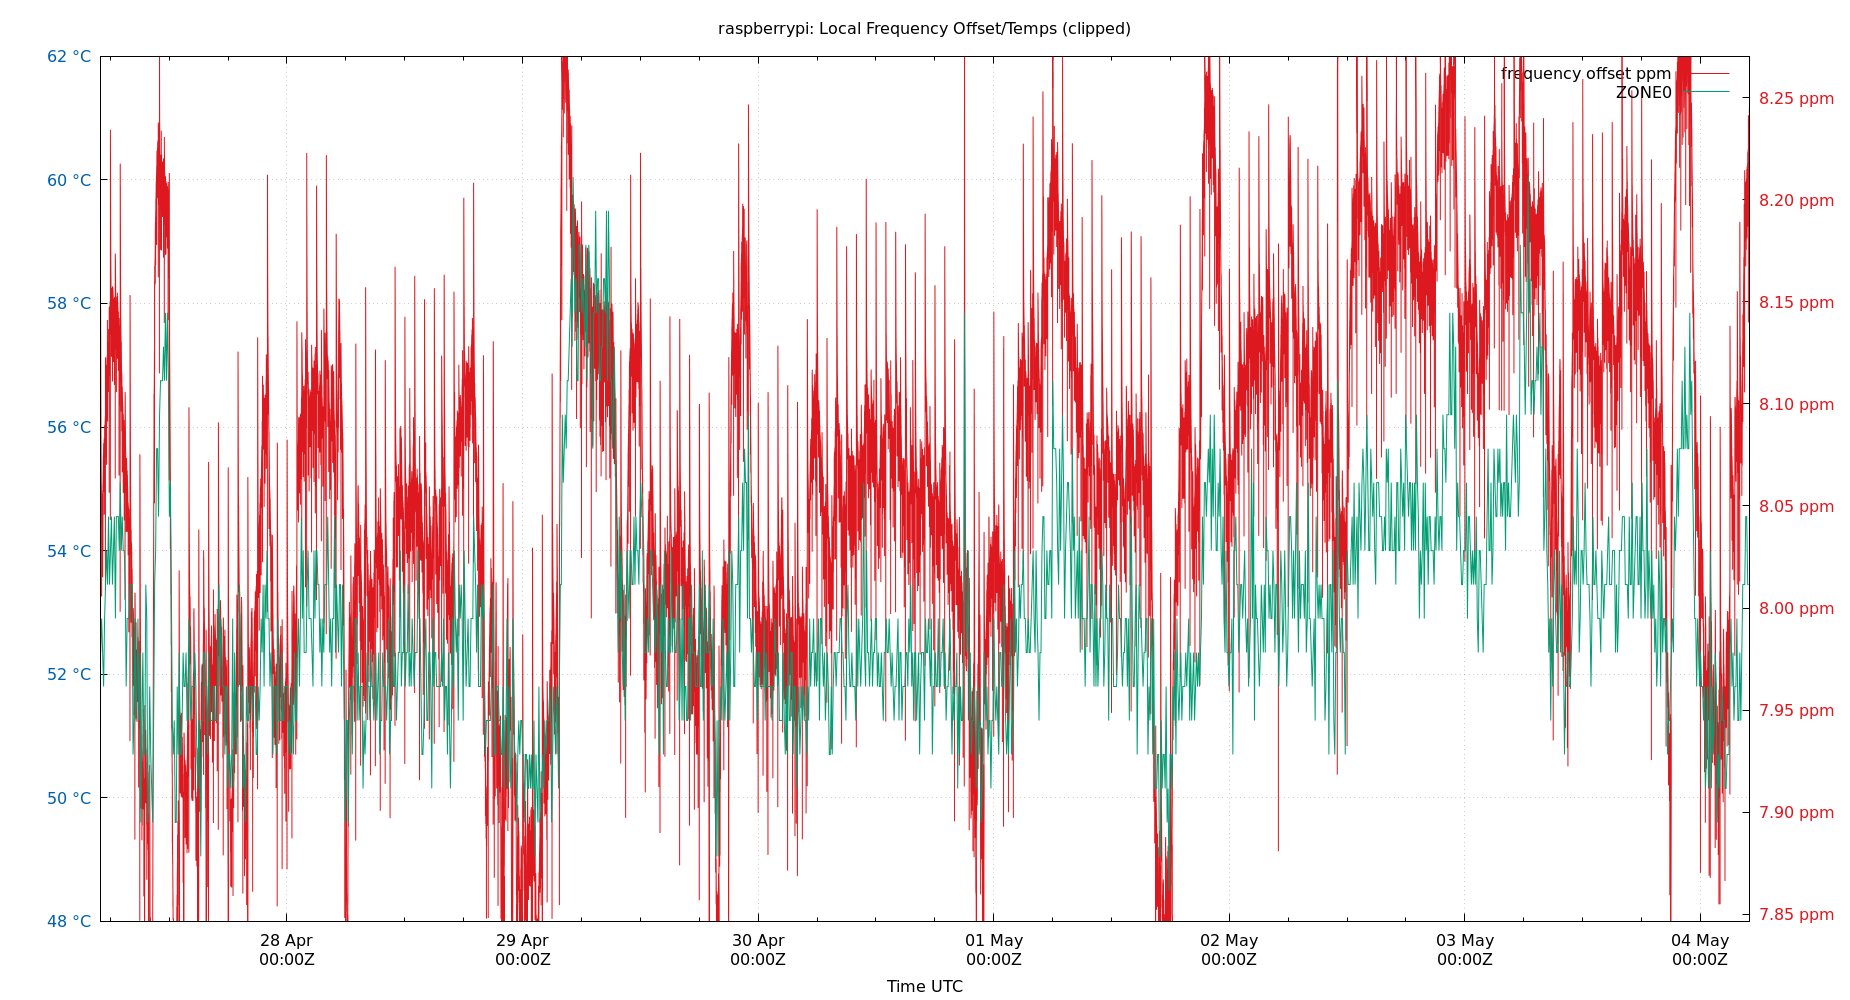 raspberrypi: Local Frequency Offset/Temps (clipped)
62 °C
60 °C
58 °C
56 °C
54 °C
52 °C
50 °C
48 °C
frequency offset ppm
ZONE0
8.25 ppm
8.20 ppm
8.15 ppm
8.10 ppm
8.05 ppm
8.00 ppm
7.95 ppm
7.90 ppm
7.85 ppm
28 Apr 29 Apr 30 Apr 01 May 02 May 03 May 04 May
00:00Z 00:00Z 00:00Z 00:00Z 00:00Z 00:00Z 00:00Z
Time UTC